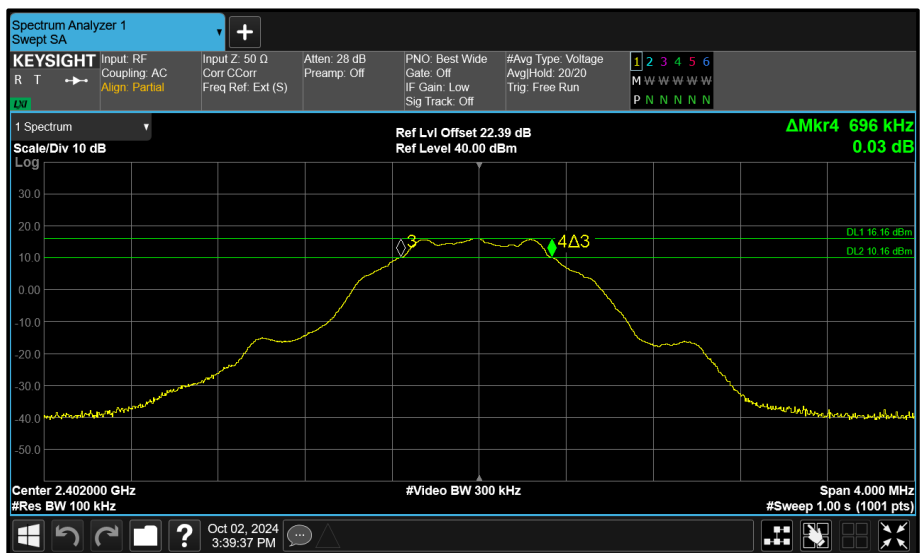 Spectrum Analyzer 1
Swept SA
+
KEYSIGHT
R T
LXI
Input: RF
Coupling: AC
Align: Partial
Input Z: 50 Ω
Corr CCorr
Freq Ref: Ext (S)
Atten: 28 dB
Preamp: Off
PNO: Best Wide
Gate: Off
IF Gain: Low
Sig Track: Off
#Avg Type: Voltage
Avg|Hold: 20/20
Trig: Free Run
1 2 3 4 5 6
M W W W W W
P N N N N N
1 Spectrum
Scale/Div 10 dB
Ref Lvl Offset 22.39 dB
Ref Level 40.00 dBm
ΔMkr4 696 kHz
0.03 dB
Log
30.0
20.0
10.0
0.00
-10.0
-20.0
-30.0
-40.0
-50.0
3
4Δ3
DL1 16.16 dBm
DL2 10.16 dBm
Center 2.402000 GHz
#Res BW 100 kHz
#Video BW 300 kHz
Span 4.000 MHz
#Sweep 1.00 s (1001 pts)
?
Oct 02, 2024
3:39:37 PM